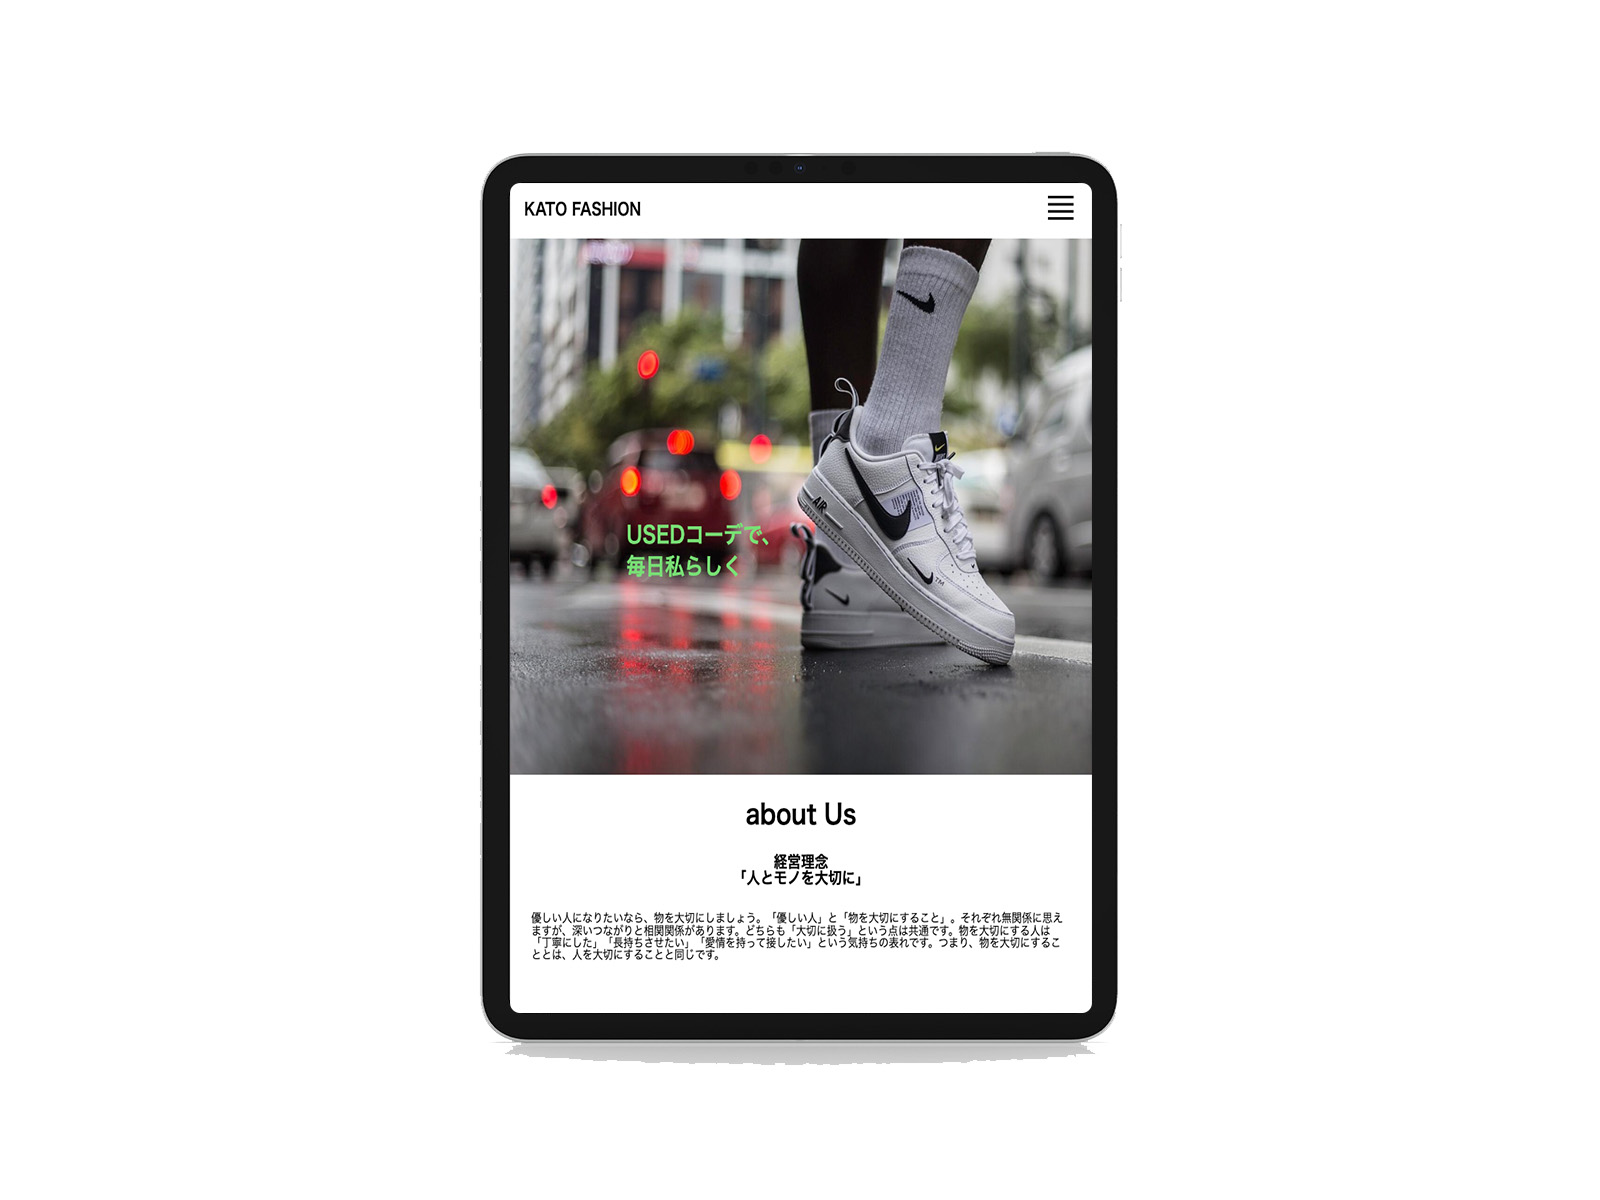 KATO FASHION
AIR
TM
USEDコーデで、
毎日私らしく
about Us
経営理念
「人とモノを大切に」
優しい人になりたいなら、物を大切にしましょう。「優しい人」と「物を大切にすること」。それぞれ無関係に思え
ますが、深いつながりと相関関係があります。どちらも「大切に扱う」という点は共通です。物を大切にする人は
「丁寧にした」「長持ちさせたい」「愛情を持って接したい」という気持ちの表れです。つまり、物を大切にするこ
ととは、人を大切にすることと同じです。